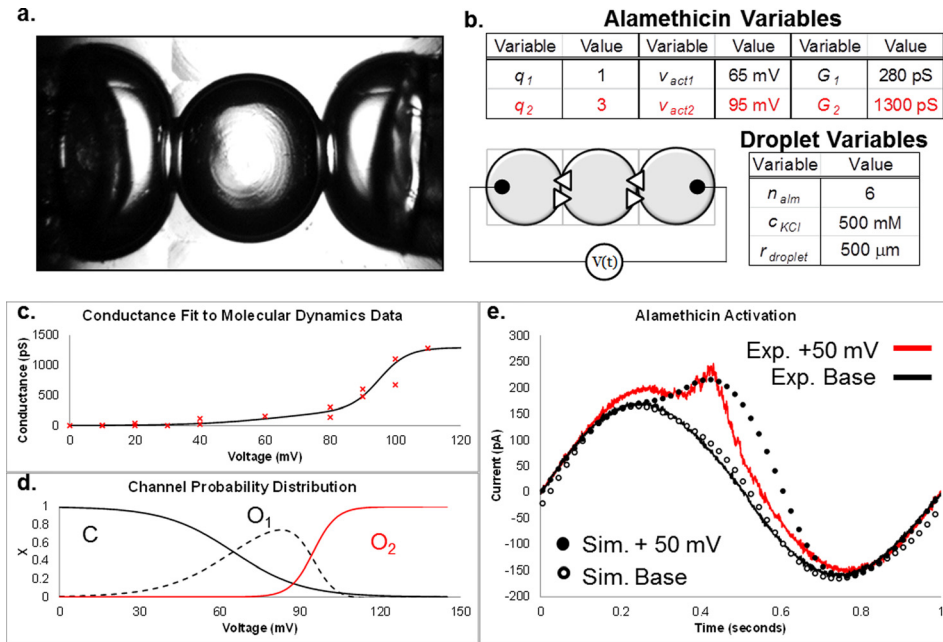 a.
b.
Alamethicin Variables
Variable Value Variable Value Variable Value
q1 1 vact1 65 mV G1 280 pS
q2 3 vact2 95 mV G2 1300 pS
Droplet Variables
Variable Value
nalm 6
cKCl 500 mM
rdroplet 500 μm
V(t)
c.
Conductance Fit to Molecular Dynamics Data
Conductance (pS)
1500
1000
500
0
0 20 40 60 80 100 120
Voltage (mV)
d.
Channel Probability Distribution
X
1
0.8
0.6
0.4
0.2
0
C
O1
O2
0 30 60 90 120 150
Voltage (mV)
e.
Alamethicin Activation
Current (pA)
300
250
200
150
100
50
0
-50
-100
-150
-200
Exp. +50 mV
Exp. Base
Sim. + 50 mV
Sim. Base
0 0.2 0.4 0.6 0.8 1
Time (seconds)